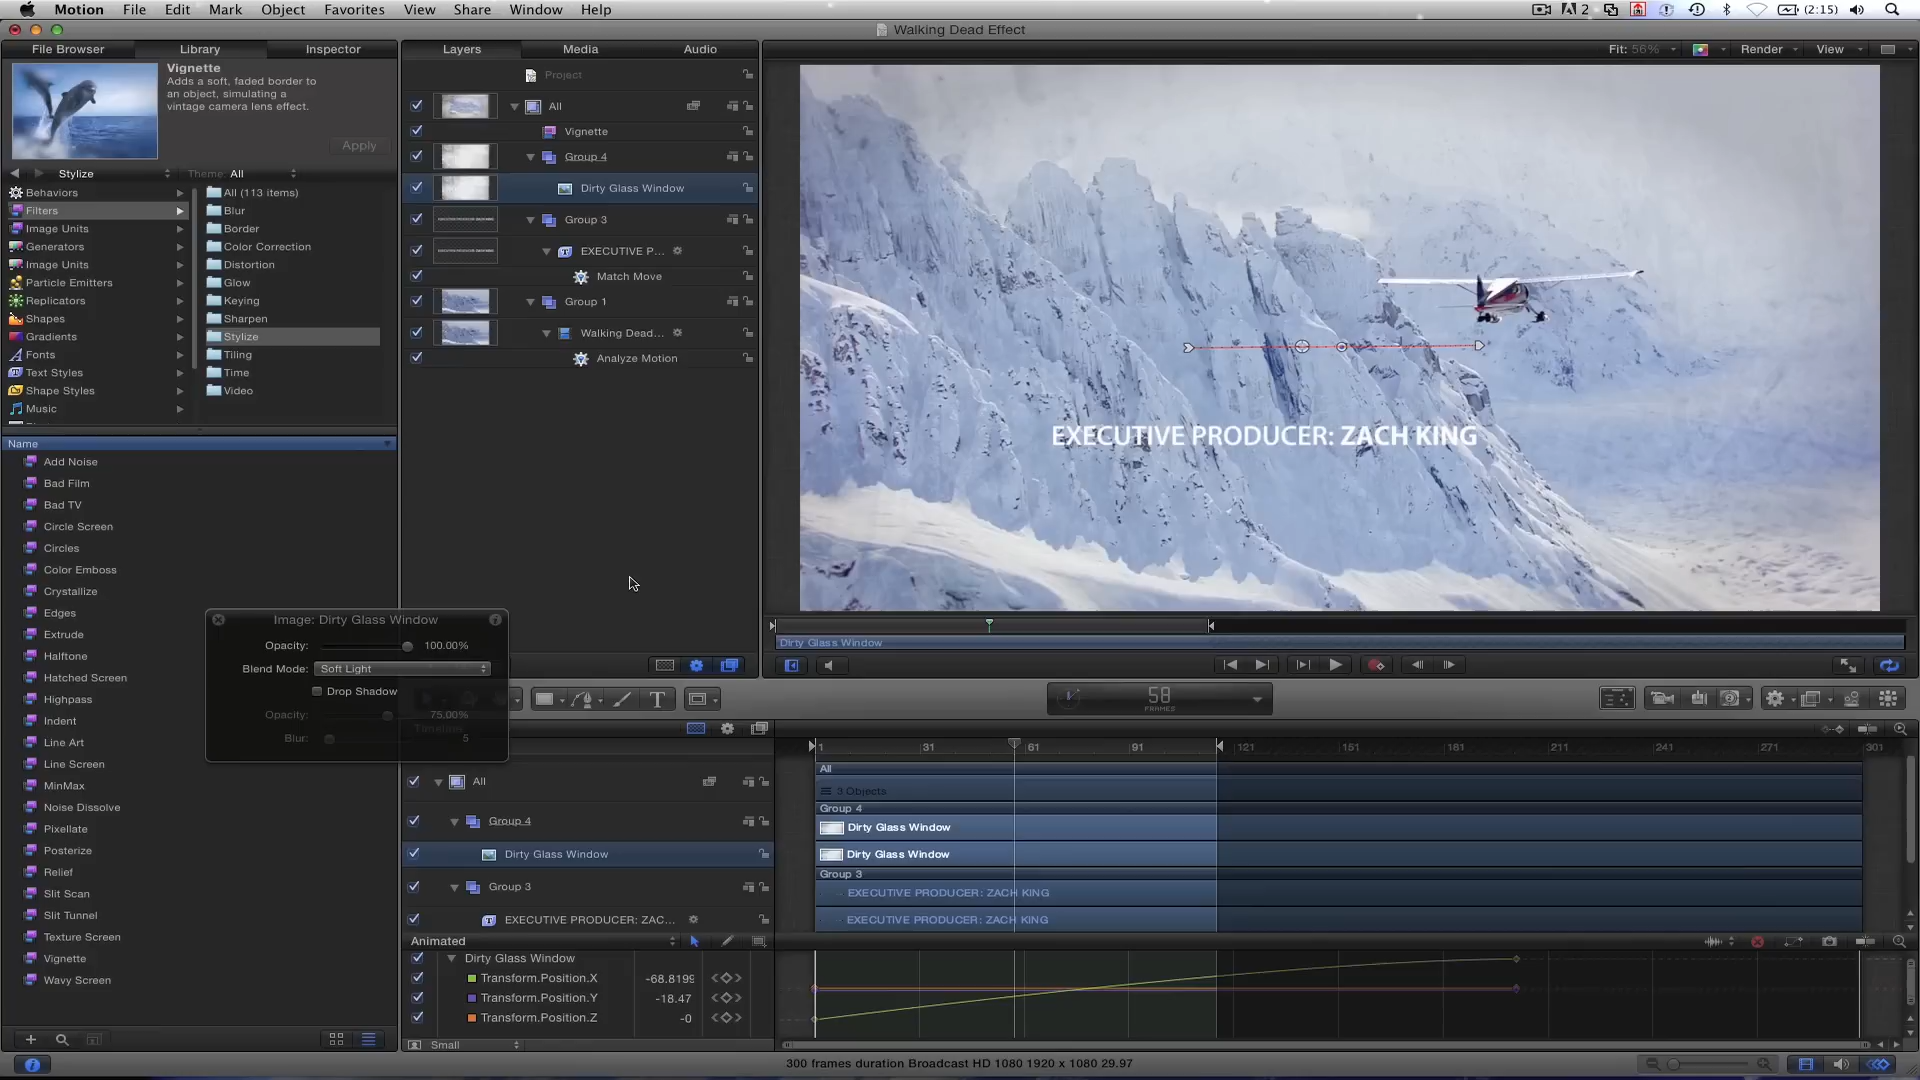 Motion File Edit Mark Object Favorites View Share Window Help
2 (2:15)
Walking Dead Effect
File Browser Library Inspector
Layers Media Audio
Fit: 56% Render View
Vignette
Adds a soft, faded border to
an object, simulating a
vintage camera lens effect.
Apply
Stylize Theme: All
Behaviors
Filters
Image Units
Generators
Image Units
Particle Emitters
Replicators
Shapes
Gradients
Fonts
Text Styles
Shape Styles
Music
All (113 items)
Blur
Border
Color Correction
Distortion
Glow
Keying
Sharpen
Stylize
Tiling
Time
Video
Name
Add Noise
Bad Film
Bad TV
Circle Screen
Circles
Color Emboss
Crystallize
Edges
Extrude
Halftone
Hatched Screen
Highpass
Indent
Line Art
Line Screen
MinMax
Noise Dissolve
Pixellate
Posterize
Relief
Slit Scan
Slit Tunnel
Texture Screen
Vignette
Wavy Screen
Project
All
Vignette
Group 4
Dirty Glass Window
Group 3
EXECUTIVE P...
Match Move
Group 1
Walking Dead...
Analyze Motion
EXECUTIVE PRODUCER: ZACH KING
Image: Dirty Glass Window
Opacity: 100.00%
Blend Mode: Soft Light
Drop Shadow
Opacity: 75.00%
Blur: 5
Dirty Glass Window
58
FRAMES
1 31 61 91 121 151 181 211 241 271 301
All
Group 4
Dirty Glass Window
Group 3
EXECUTIVE PRODUCER: ZAC...
All
3 Objects
Group 4
Dirty Glass Window
Dirty Glass Window
Group 3
EXECUTIVE PRODUCER: ZACH KING
EXECUTIVE PRODUCER: ZACH KING
Animated
Dirty Glass Window
Transform.Position.X -68.8199
Transform.Position.Y -18.47
Transform.Position.Z -0
Small
300 frames duration Broadcast HD 1080 1920 x 1080 29.97